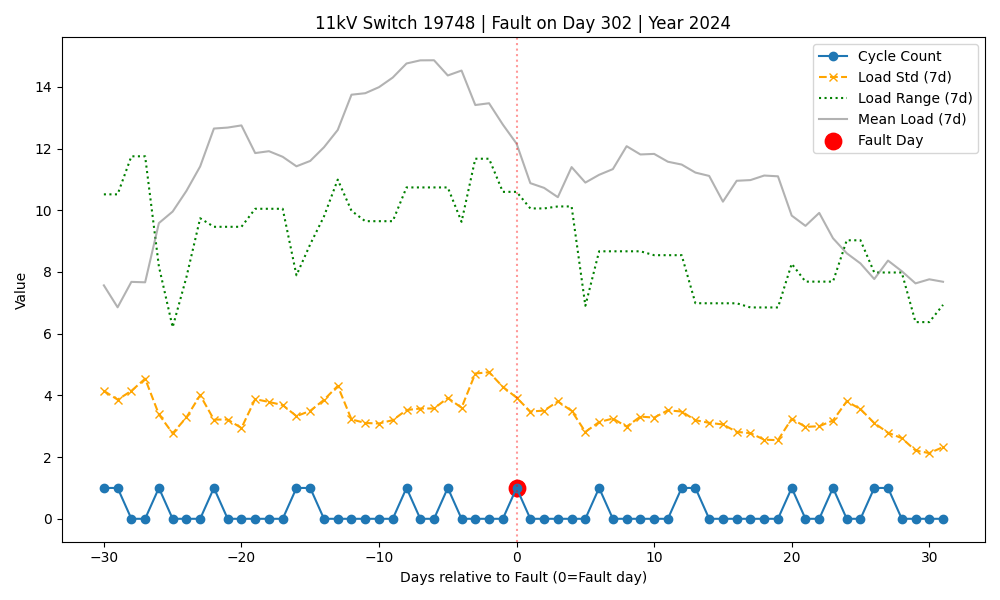 11kV Switch 19748 | Fault on Day 302 | Year 2024
Cycle Count
Load Std (7d)
Load Range (7d)
Mean Load (7d)
Fault Day
Value
14
12
10
8
6
4
2
0
−30
−20
−10
0
10
20
30
Days relative to Fault (0=Fault day)